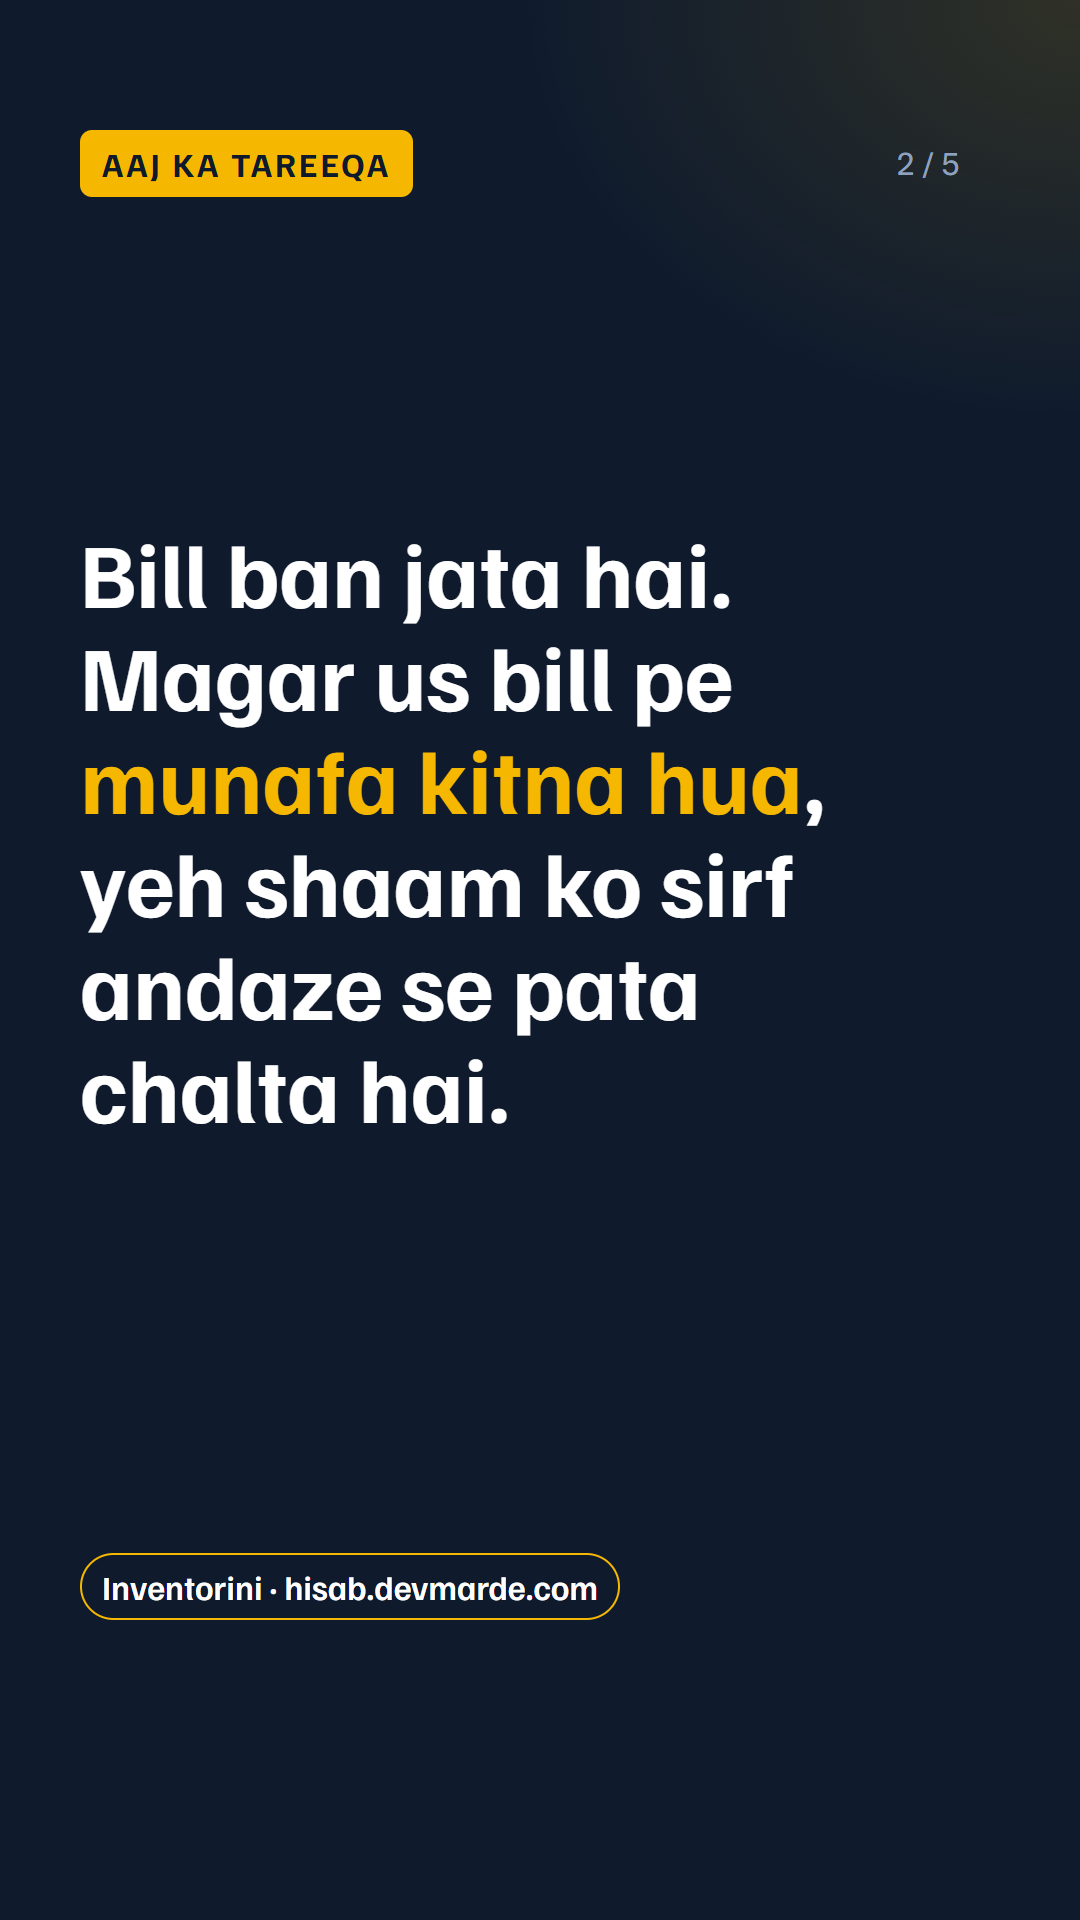 AAJ KA TAREEQA
2 / 5
Bill ban jata hai.
Magar us bill pe
munafa kitna hua,
yeh shaam ko sirf
andaze se pata
chalta hai.
Inventorini · hisab.devmarde.com